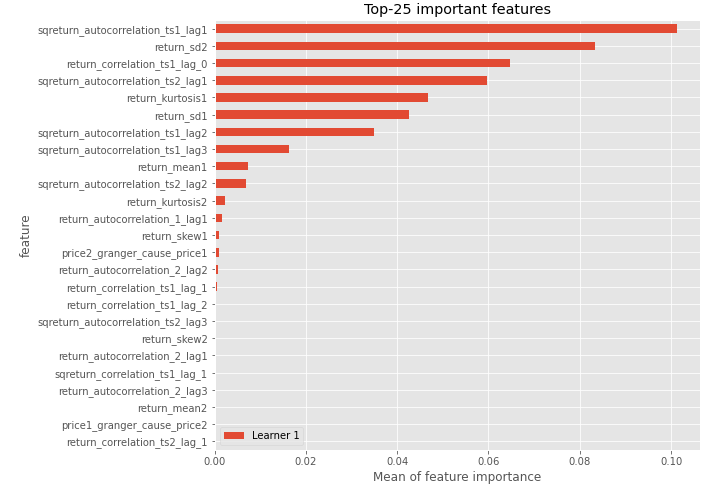 Top-25 important features
sqreturn_autocorrelation_ts1_lag1
return_sd2
return_correlation_ts1_lag_0
sqreturn_autocorrelation_ts2_lag1
return_kurtosis1
return_sd1
sqreturn_autocorrelation_ts1_lag2
sqreturn_autocorrelation_ts1_lag3
return_mean1
sqreturn_autocorrelation_ts2_lag2
return_kurtosis2
return_autocorrelation_1_lag1
return_skew1
price2_granger_cause_price1
return_autocorrelation_2_lag2
return_correlation_ts1_lag_1
return_correlation_ts1_lag_2
sqreturn_autocorrelation_ts2_lag3
return_skew2
return_autocorrelation_2_lag1
sqreturn_correlation_ts1_lag_1
return_autocorrelation_2_lag3
return_mean2
price1_granger_cause_price2
return_correlation_ts2_lag_1
feature
Learner 1
0.00 0.02 0.04 0.06 0.08 0.10
Mean of feature importance